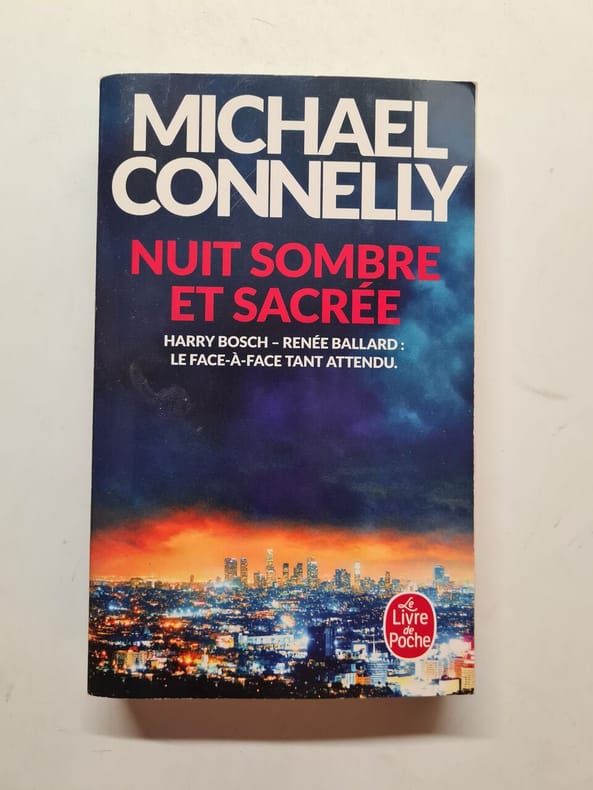 MICHAEL
CONNELLY
NUIT SOMBRE
ET SACRÉE
HARRY BOSCH – RENÉE BALLARD :
LE FACE-À-FACE TANT ATTENDU.
Le
Livre
de
Poche